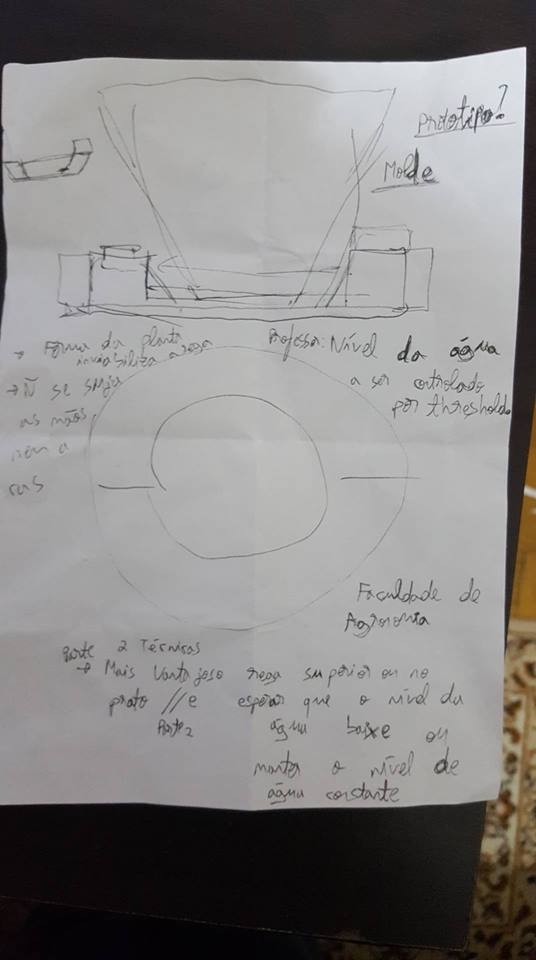 Prototipo?
Molde
→ Forma da planta
inviabiliza a rega
→ Ñ se suja
as mãos
nem a
cas
Professor: Nível da água
a ser controlado
por threshold
Faculdade de
Agronomia
Parte 2 Técnicas
→ Mais Vantajoso rega superior ou no
prato // e esperar que o nível da
Parte 2 água baixe ou
manter o nível de
água constante